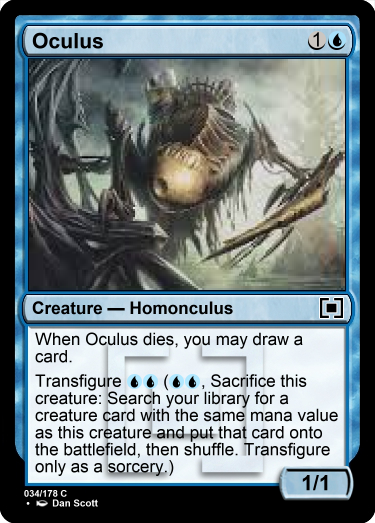 Oculus 1
Creature — Homonculus
When Oculus dies, you may draw a
card.
Transfigure (, Sacrifice this
creature: Search your library for a
creature card with the same mana value
as this creature and put that card onto
the battlefield, then shuffle. Transfigure
only as a sorcery.)
1/1
034/178 C
• Dan Scott